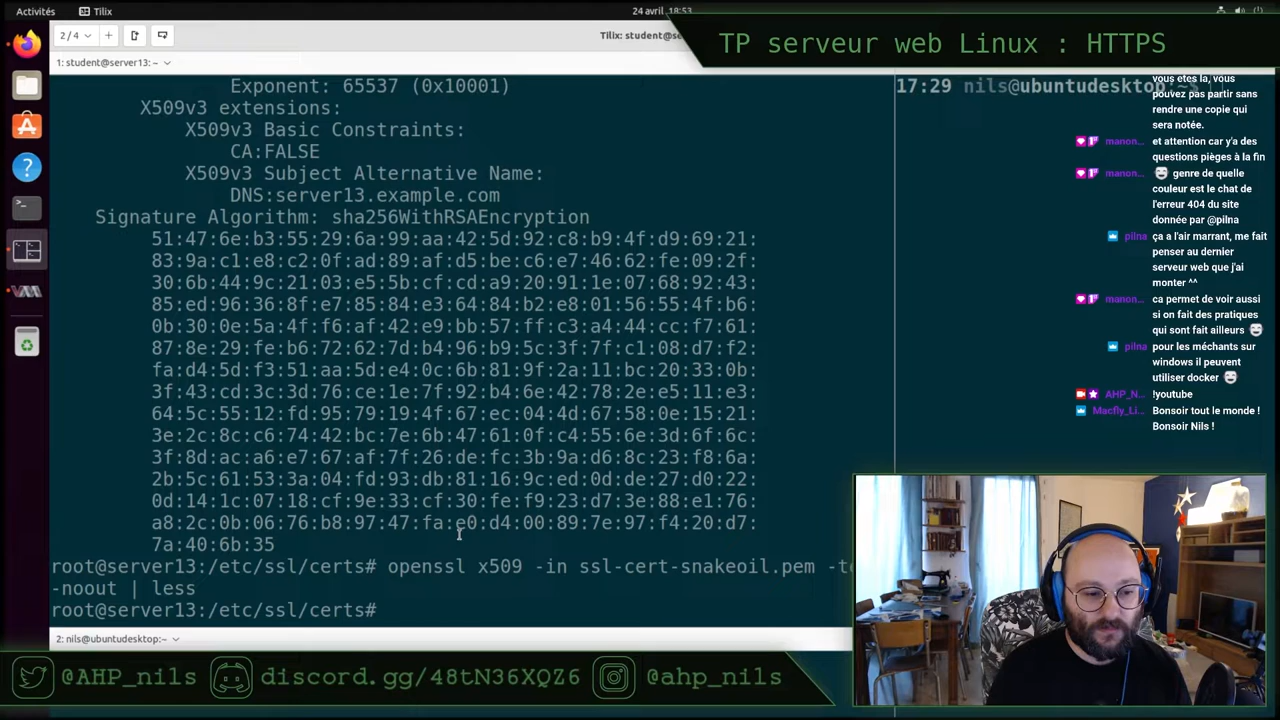 Activités
Tilix
24 avril 18:53
TP serveur web Linux : HTTPS
2/4
Tilix: student@se
1: student@server13: ~
Exponent: 65537 (0x10001)
X509v3 extensions:
X509v3 Basic Constraints:
CA:FALSE
X509v3 Subject Alternative Name:
DNS:server13.example.com
Signature Algorithm: sha256WithRSAEncryption
51:47:6e:b3:55:29:6a:99:aa:42:5d:92:c8:b9:4f:d9:69:21:
83:9a:c1:e8:c2:0f:ad:89:af:d5:be:c6:e7:46:62:fe:09:2f:
30:6b:44:9c:21:03:e5:5b:cf:cd:a9:20:91:1e:07:68:92:43:
85:ed:96:36:8f:e7:85:84:e3:64:84:b2:e8:01:56:55:4f:b6:
0b:30:0e:5a:4f:f6:af:42:e9:bb:57:ff:c3:a4:44:cc:f7:61:
87:8e:29:fe:b6:72:62:7d:b4:96:b9:5c:3f:7f:c1:08:d7:f2:
fa:d4:5d:f3:51:aa:5d:e4:0c:6b:81:9f:2a:11:bc:20:33:0b:
3f:43:cd:3c:3d:76:ce:1e:7f:92:b4:6e:42:78:2e:e5:11:e3:
64:5c:55:12:fd:95:79:19:4f:67:ec:04:4d:67:58:0e:15:21:
3e:2c:8c:c6:74:42:bc:7e:6b:47:61:0f:c4:55:6e:3d:6f:6c:
3f:8d:ac:a6:e7:67:af:7f:26:de:fc:3b:9a:d6:8c:23:f8:6a:
2b:5c:61:53:3a:04:fd:93:db:81:16:9c:ed:0d:de:27:d0:22:
0d:14:1c:07:18:cf:9e:33:cf:30:fe:f9:23:d7:3e:88:e1:76:
a8:2c:0b:06:76:b8:97:47:fa:e0:d4:00:89:7e:97:f4:20:d7:
7a:40:6b:35
root@server13:/etc/ssl/certs# openssl x509 -in ssl-cert-snakeoil.pem -te
-noout | less
root@server13:/etc/ssl/certs#
2: nils@ubuntudesktop:~
17:29 nils@ubuntudesktop:~$
vous etes la, vous
pouvez pas partir sans
rendre une copie qui
sera notée.
manon... et attention car y'a des
questions pièges à la fin
manon... genre de quelle
couleur est le chat de
l'erreur 404 du site
donnée par @pilna
pilna ça a l'air marrant, me fait
penser au dernier
serveur web que j'ai
monter ^^
manon... ca permet de voir aussi
si on fait des pratiques
qui sont fait ailleurs
pilna pour les méchants sur
windows il peuvent
utiliser docker
AHP_N... !youtube
Macfly_Li... Bonsoir tout le monde !
Bonsoir Nils !
@AHP_nils
discord.gg/48tN36XQZ6
@ahp_nils